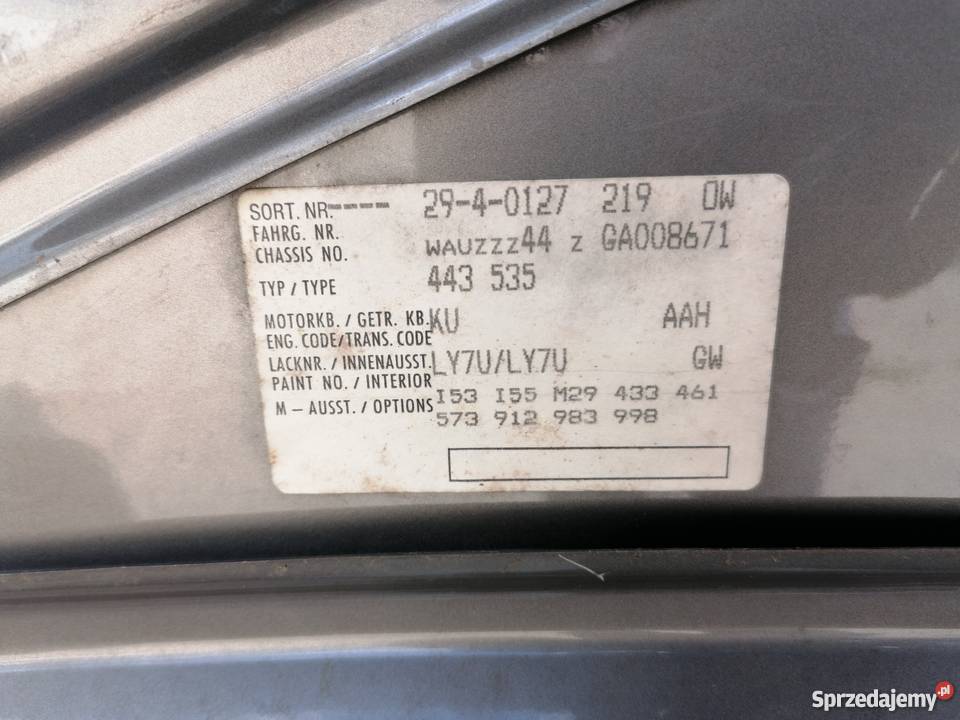 SORT. NR.---- 29-4-0127 219 0W
FAHRG. NR.
CHASSIS NO. WAUZZZ44 Z GA008671
TYP / TYPE 443 535
MOTORKB. / GETR. KB. KU AAH
ENG. CODE/TRANS. CODE
LACKNR. / INNENAUSST. LY7U/LY7U GW
PAINT NO. / INTERIOR
M – AUSST. / OPTIONS I53 I55 M29 433 461
573 912 983 998
Sprzedajemy.pl